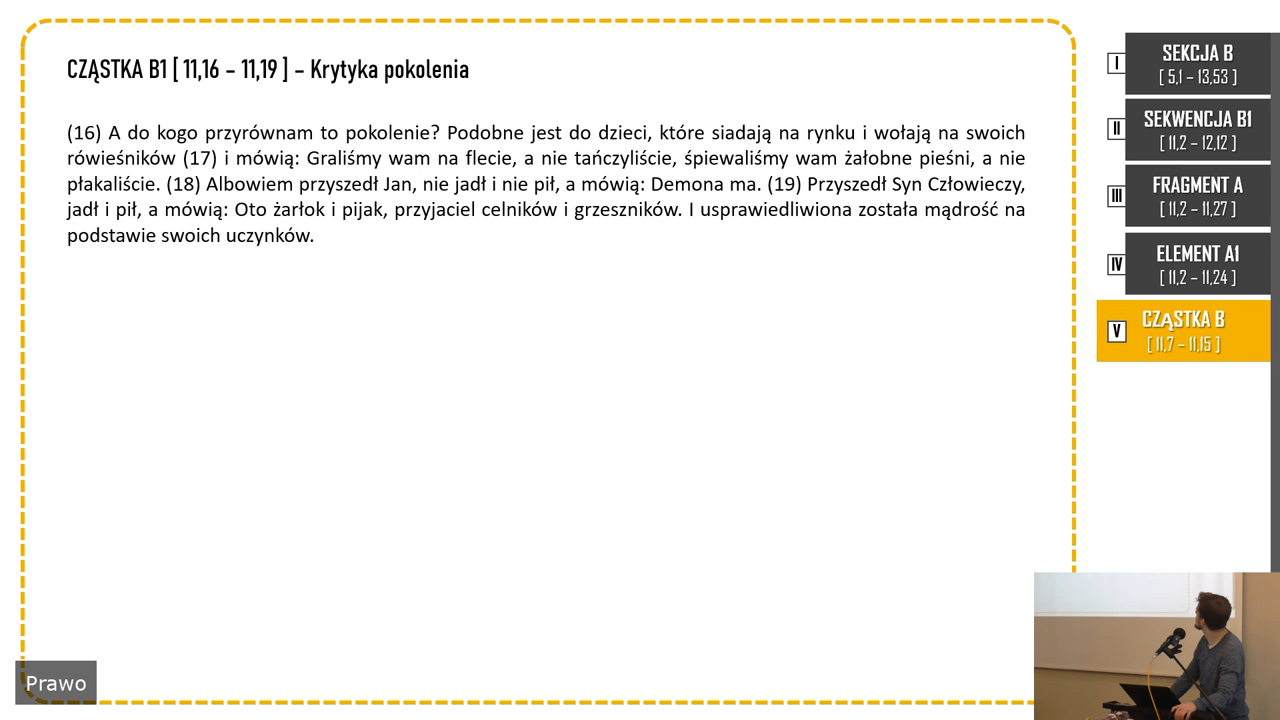 CZĄSTKA B1 [ 11,16 – 11,19 ] – Krytyka pokolenia
(16) A do kogo przyrównam to pokolenie? Podobne jest do dzieci, które siadają na rynku i wołają na swoich
rówieśników (17) i mówią: Graliśmy wam na flecie, a nie tańczyliście, śpiewaliśmy wam żałobne pieśni, a nie
płakaliście. (18) Albowiem przyszedł Jan, nie jadł i nie pił, a mówią: Demona ma. (19) Przyszedł Syn Człowieczy,
jadł i pił, a mówią: Oto żarłok i pijak, przyjaciel celników i grzeszników. I usprawiedliwiona została mądrość na
podstawie swoich uczynków.
I
SEKCJA B
[ 5,1 – 13,53 ]
II
SEKWENCJA B1
[ 11,2 – 12,12 ]
III
FRAGMENT A
[ 11,2 – 11,27 ]
IV
ELEMENT A1
[ 11,2 – 11,24 ]
V
CZĄSTKA B
[ 11,7 – 11,15 ]
Prawo